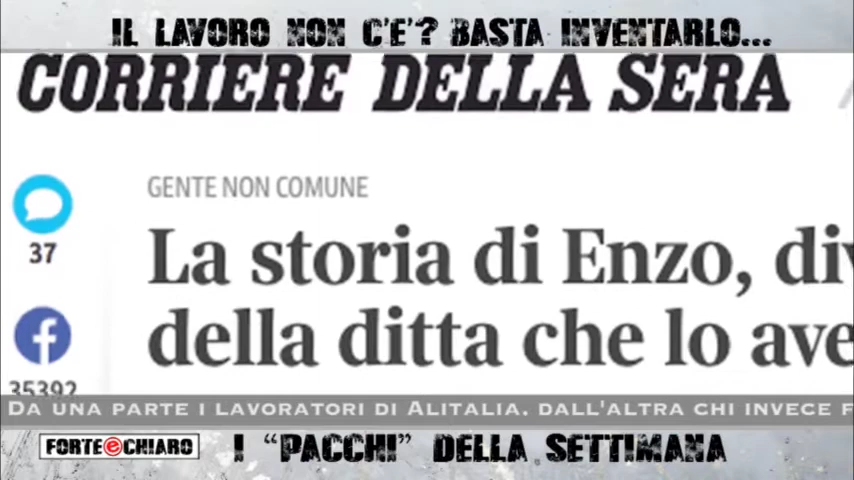 IL LAVORO NON C'E'? BASTA INVENTARLO...
CORRIERE DELLA SERA
GENTE NON COMUNE
37
La storia di Enzo, div
della ditta che lo ave
35392
DA UNA PARTE I LAVORATORI DI ALITALIA. DALL'ALTRA CHI INVECE F
FORTE e CHIARO
I "PACCHI" DELLA SETTIMANA